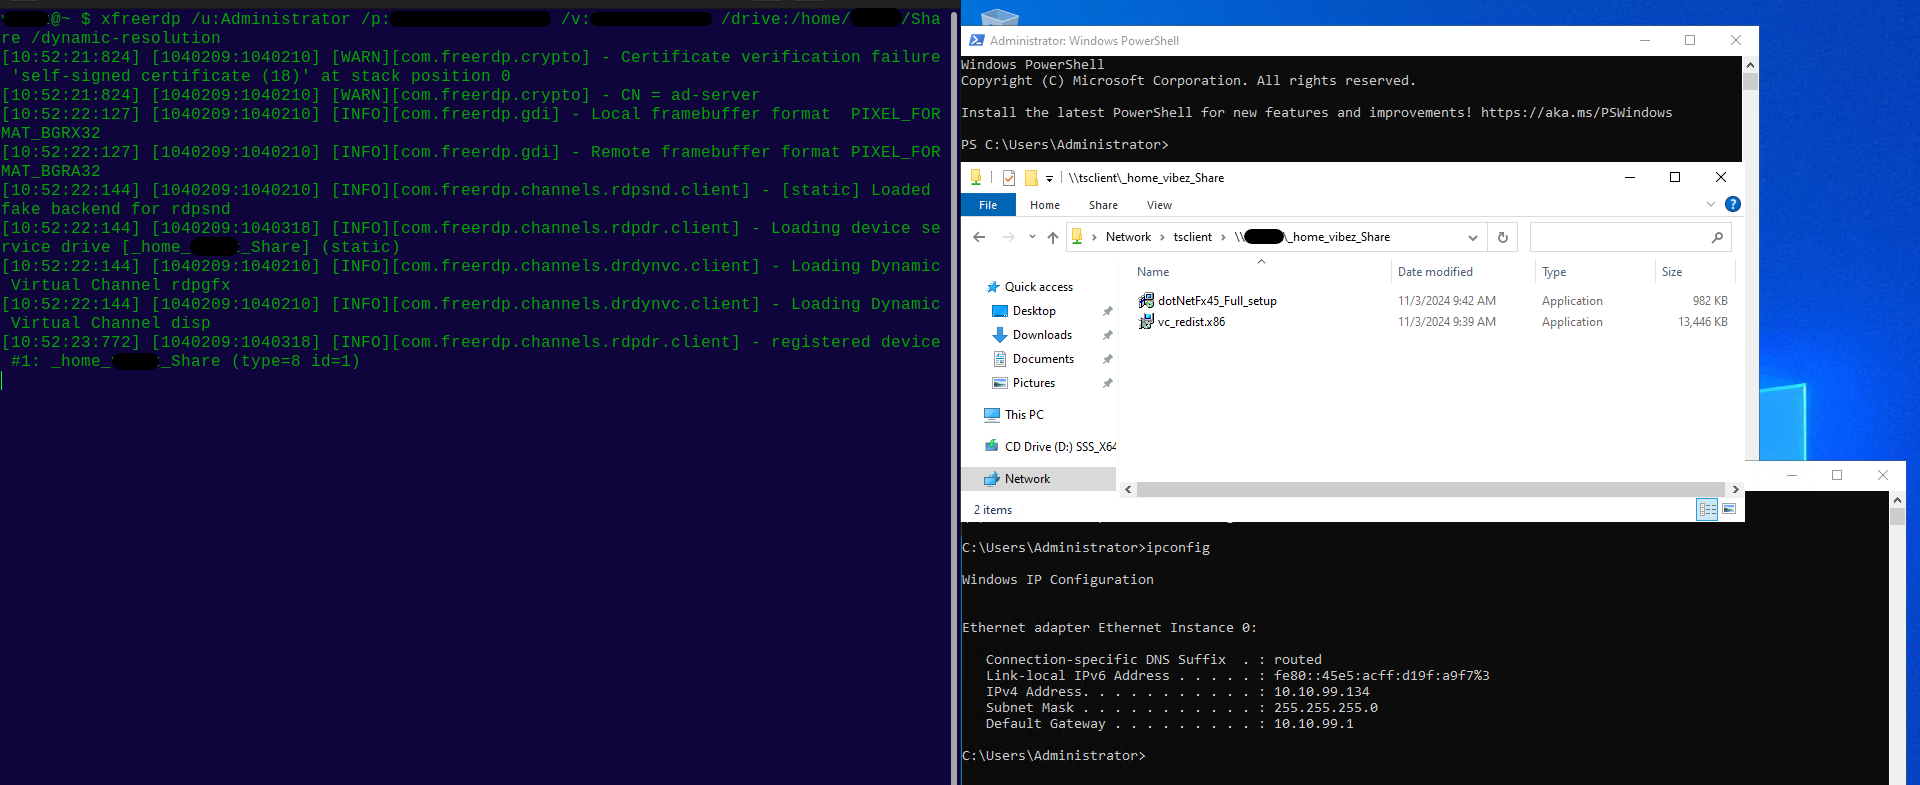 @~ $ xfreerdp /u:Administrator /p: /v: /drive:/home/ /Sha
re /dynamic-resolution
[10:52:21:824] [1040209:1040210] [WARN][com.freerdp.crypto] - Certificate verification failure
'self-signed certificate (18)' at stack position 0
[10:52:21:824] [1040209:1040210] [WARN][com.freerdp.crypto] - CN = ad-server
[10:52:22:127] [1040209:1040210] [INFO][com.freerdp.gdi] - Local framebuffer format  PIXEL_FOR
MAT_BGRX32
[10:52:22:127] [1040209:1040210] [INFO][com.freerdp.gdi] - Remote framebuffer format PIXEL_FOR
MAT_BGRA32
[10:52:22:144] [1040209:1040210] [INFO][com.freerdp.channels.rdpsnd.client] - [static] Loaded
fake backend for rdpsnd
[10:52:22:144] [1040209:1040318] [INFO][com.freerdp.channels.rdpdr.client] - Loading device se
rvice drive [_home_ _Share] (static)
[10:52:22:144] [1040209:1040210] [INFO][com.freerdp.channels.drdynvc.client] - Loading Dynamic
Virtual Channel rdpgfx
[10:52:22:144] [1040209:1040210] [INFO][com.freerdp.channels.drdynvc.client] - Loading Dynamic
Virtual Channel disp
[10:52:23:772] [1040209:1040318] [INFO][com.freerdp.channels.rdpdr.client] - registered device
#1: _home_ _Share (type=8 id=1)
Administrator: Windows PowerShell
Windows PowerShell
Copyright (C) Microsoft Corporation. All rights reserved.
Install the latest PowerShell for new features and improvements! https://aka.ms/PSWindows
PS C:\Users\Administrator>
\\tsclient\_home_vibez_Share
File Home Share View
Network > tsclient > \\ \_home_vibez_Share
Name Date modified Type Size
Quick access
Desktop
Downloads
Documents
Pictures
This PC
CD Drive (D:) SSS_X64
Network
dotNetFx45_Full_setup 11/3/2024 9:42 AM Application 982 KB
vc_redist.x86 11/3/2024 9:39 AM Application 13,446 KB
2 items
C:\Users\Administrator>ipconfig
Windows IP Configuration
Ethernet adapter Ethernet Instance 0:
Connection-specific DNS Suffix  . : routed
Link-local IPv6 Address . . . . . : fe80::45e5:acff:d19f:a9f7%3
IPv4 Address. . . . . . . . . . . : 10.10.99.134
Subnet Mask . . . . . . . . . . . : 255.255.255.0
Default Gateway . . . . . . . . . : 10.10.99.1
C:\Users\Administrator>